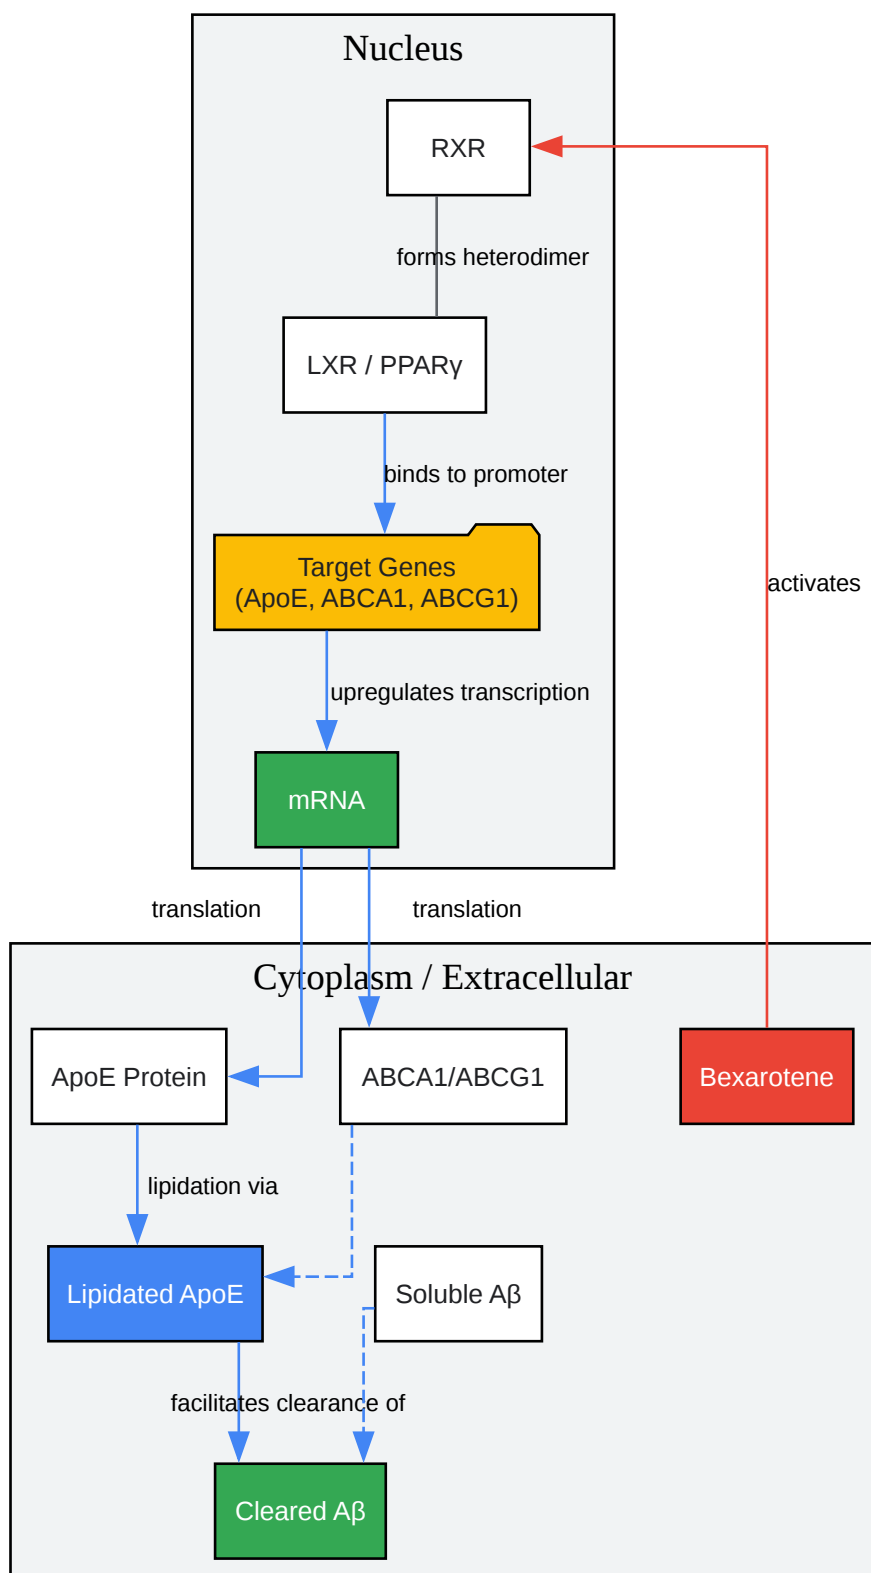 Nucleus
RXR
forms heterodimer
LXR / PPARγ
binds to promoter
Target Genes
(ApoE, ABCA1, ABCG1)
activates
upregulates transcription
mRNA
translation
translation
Cytoplasm / Extracellular
ApoE Protein
ABCA1/ABCG1
Bexarotene
lipidation via
Lipidated ApoE
Soluble Aβ
facilitates clearance of
Cleared Aβ